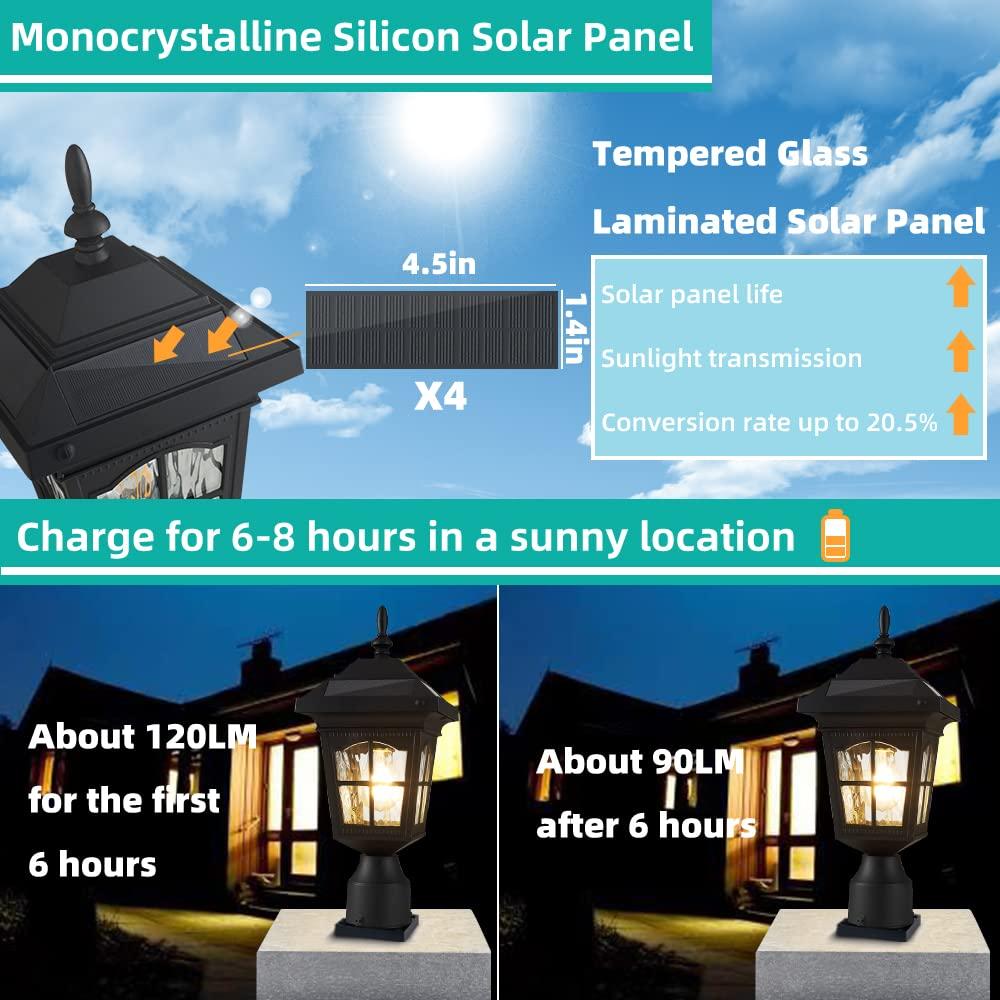 Monocrystalline Silicon Solar Panel
Tempered Glass
Laminated Solar Panel
4.5in
1.4in
X4
Solar panel life
Sunlight transmission
Conversion rate up to 20.5%
Charge for 6-8 hours in a sunny location
About 120LM
for the first
6 hours
About 90LM
after 6 hours